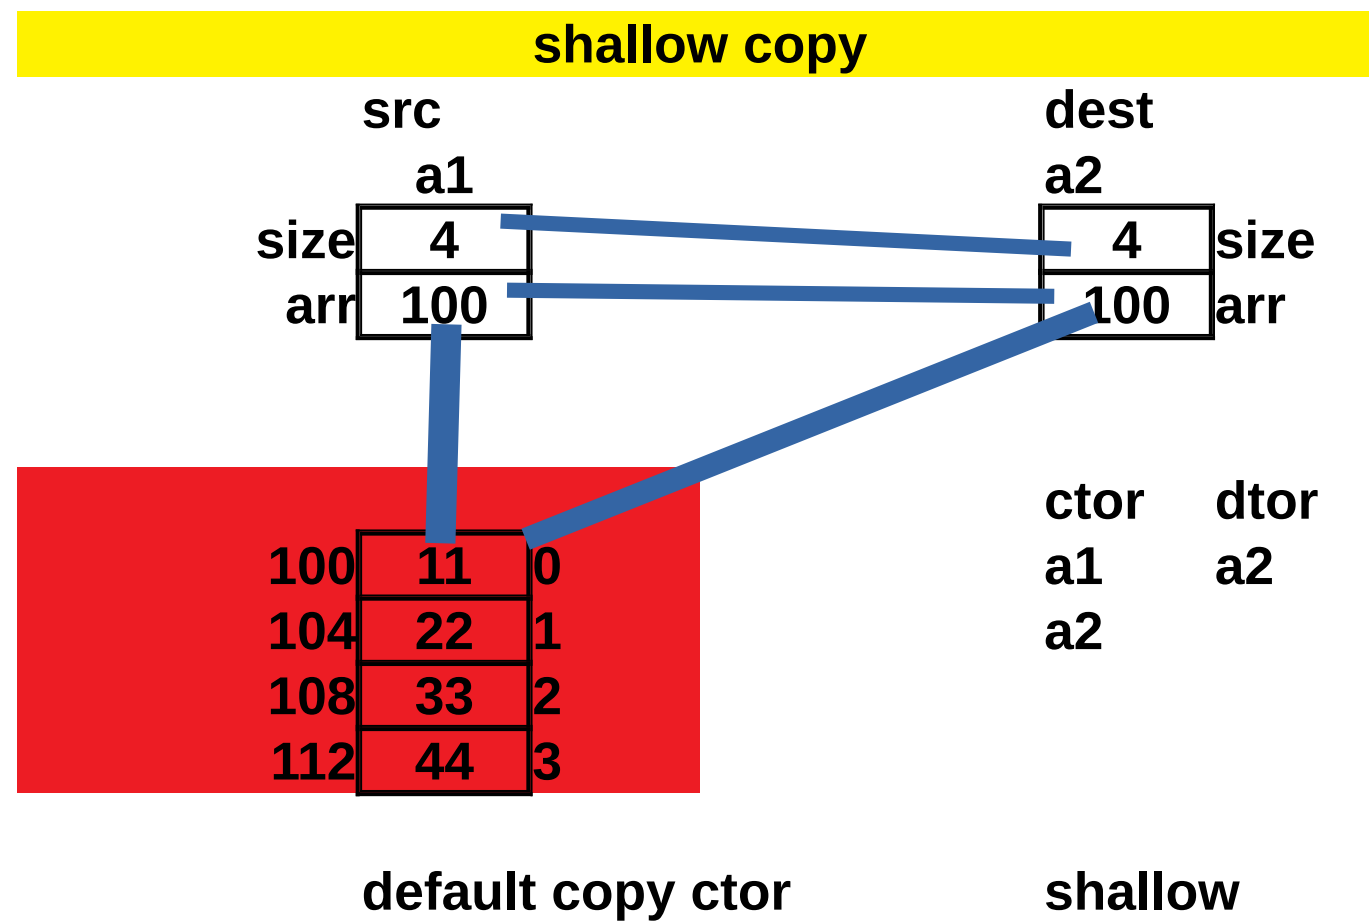 shallow copy
src dest
a1 a2
size 4 4 size
arr 100 100 arr
ctor dtor
100 11 0 a1 a2
104 22 1 a2
108 33 2
112 44 3
default copy ctor shallow